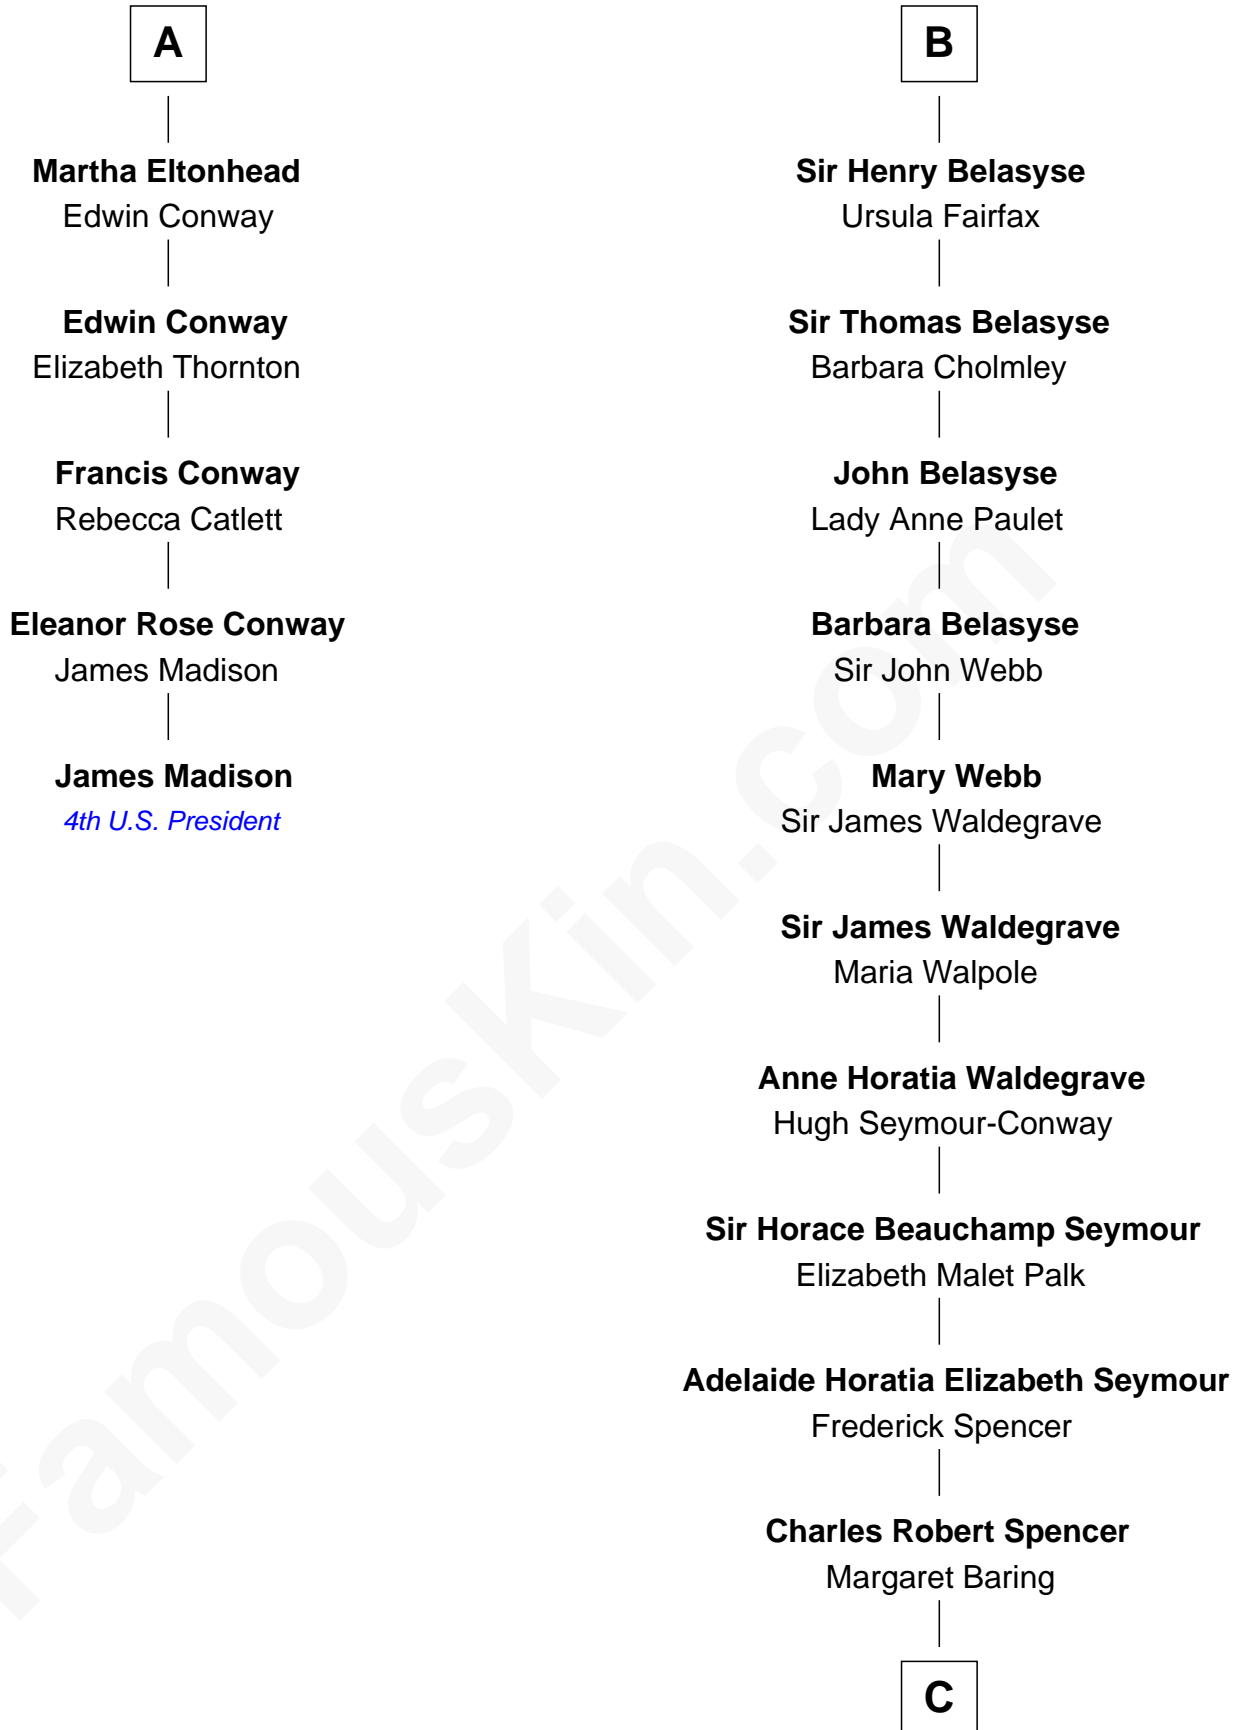 A
Martha Eltonhead
Edwin Conway
Edwin Conway
Elizabeth Thornton
Francis Conway
Rebecca Catlett
Eleanor Rose Conway
James Madison
James Madison
4th U.S. President
B
Sir Henry Belasyse
Ursula Fairfax
Sir Thomas Belasyse
Barbara Cholmley
John Belasyse
Lady Anne Paulet
Barbara Belasyse
Sir John Webb
Mary Webb
Sir James Waldegrave
Sir James Waldegrave
Maria Walpole
Anne Horatia Waldegrave
Hugh Seymour-Conway
Sir Horace Beauchamp Seymour
Elizabeth Malet Palk
Adelaide Horatia Elizabeth Seymour
Frederick Spencer
Charles Robert Spencer
Margaret Baring
C
FamousKin.com